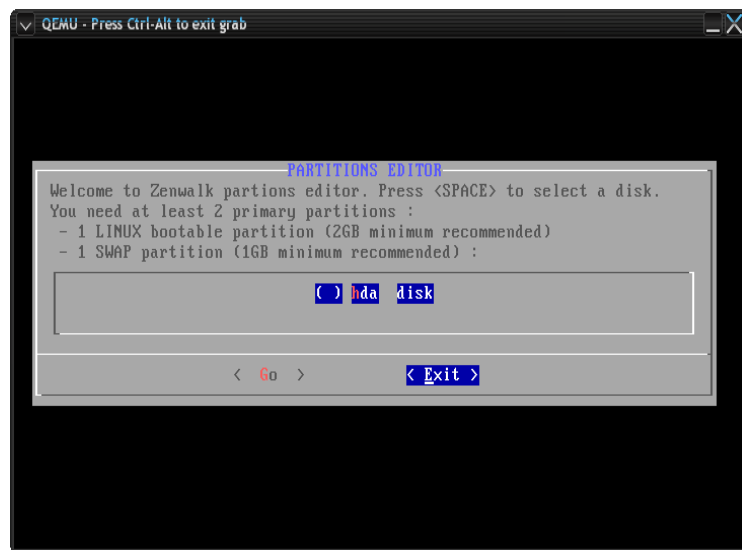 QEMU - Press Ctrl-Alt to exit grab
PARTITIONS EDITOR
Welcome to Zenwalk partions editor. Press <SPACE> to select a disk.
You need at least 2 primary partitions :
- 1 LINUX bootable partition (2GB minimum recommended)
- 1 SWAP partition (1GB minimum recommended) :
( ) hda disk
< Go > < Exit >